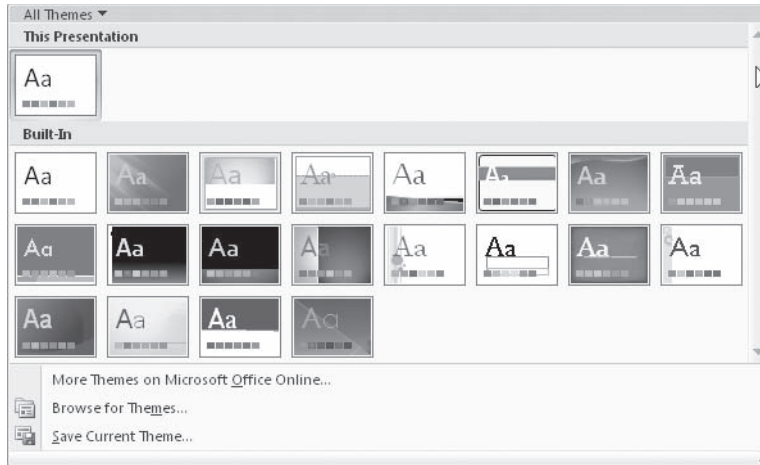 All Themes
This Presentation
Aa
Built-In
Aa Aa Aa Aa Aa Aa Aa Aa
Aa Aa Aa Aa Aa Aa Aa Aa
Aa Aa Aa Aa
More Themes on Microsoft Office Online...
Browse for Themes...
Save Current Theme...